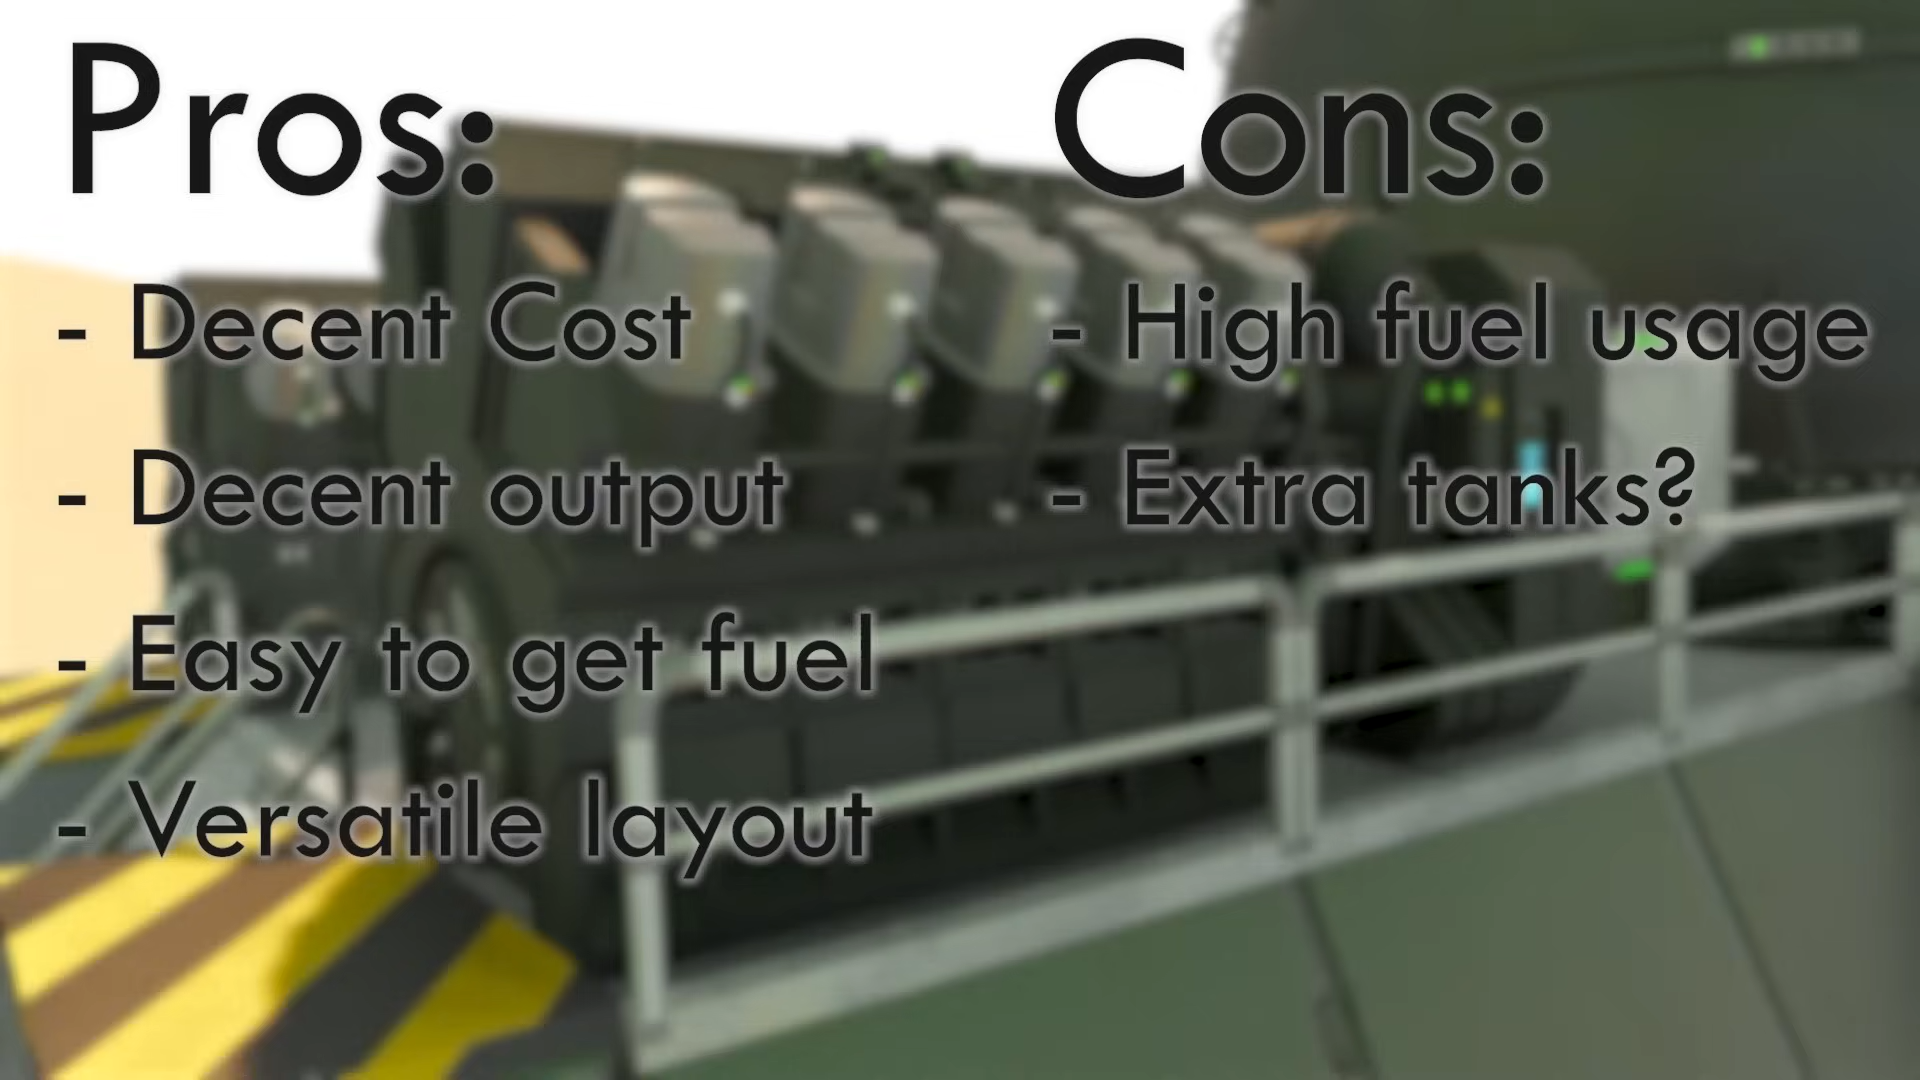 Pros:
- Decent Cost
- Decent output
- Easy to get fuel
- Versatile layout
Cons:
- High fuel usage
- Extra tanks?